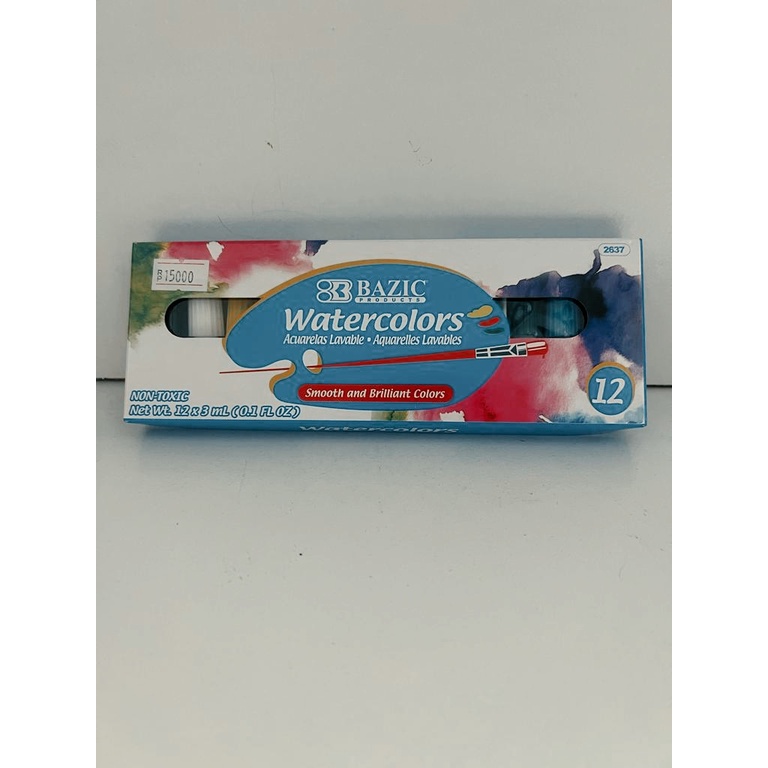 2637
฿15000
BAZIC
PRODUCTS
Watercolors
Acuarelas Lavable • Aquarelles Lavables
Smooth and Brilliant Colors
12
NON-TOXIC
Net Wt. 12 x 3 mL (0.1 FL OZ)
Watercolors